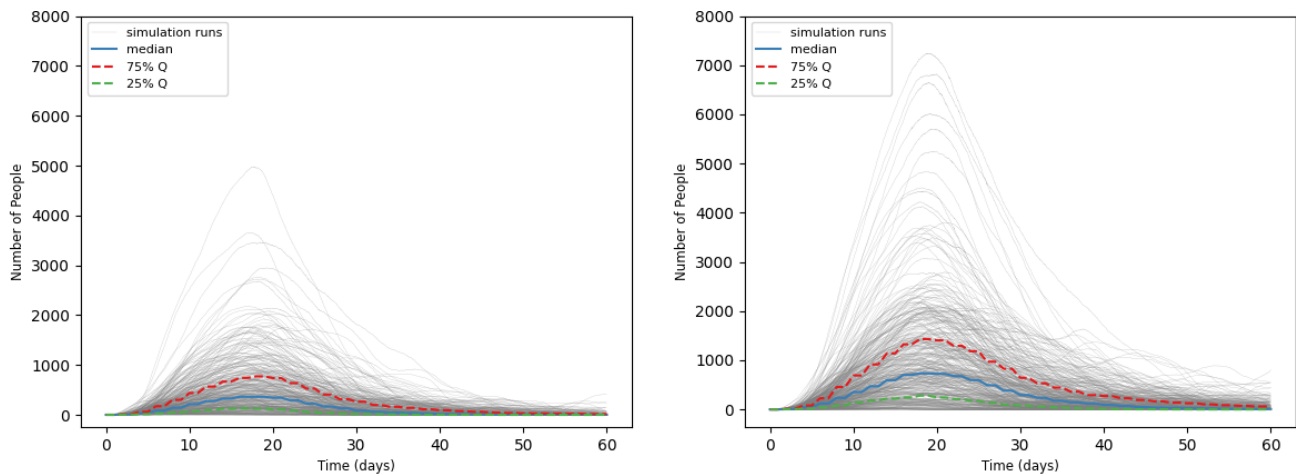 8000
7000
6000
5000
4000
3000
2000
1000
0
Number of People
simulation runs
median
75% Q
25% Q
0 10 20 30 40 50 60
Time (days)
8000
7000
6000
5000
4000
3000
2000
1000
0
Number of People
simulation runs
median
75% Q
25% Q
0 10 20 30 40 50 60
Time (days)